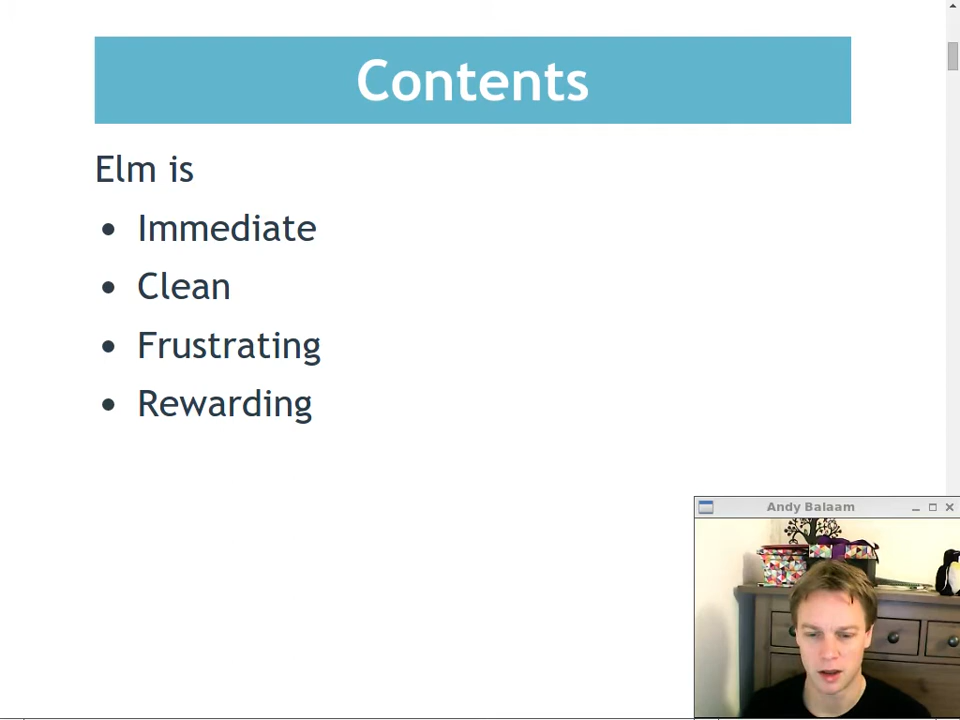 Contents
Elm is
• Immediate
• Clean
• Frustrating
• Rewarding
Andy Balaam